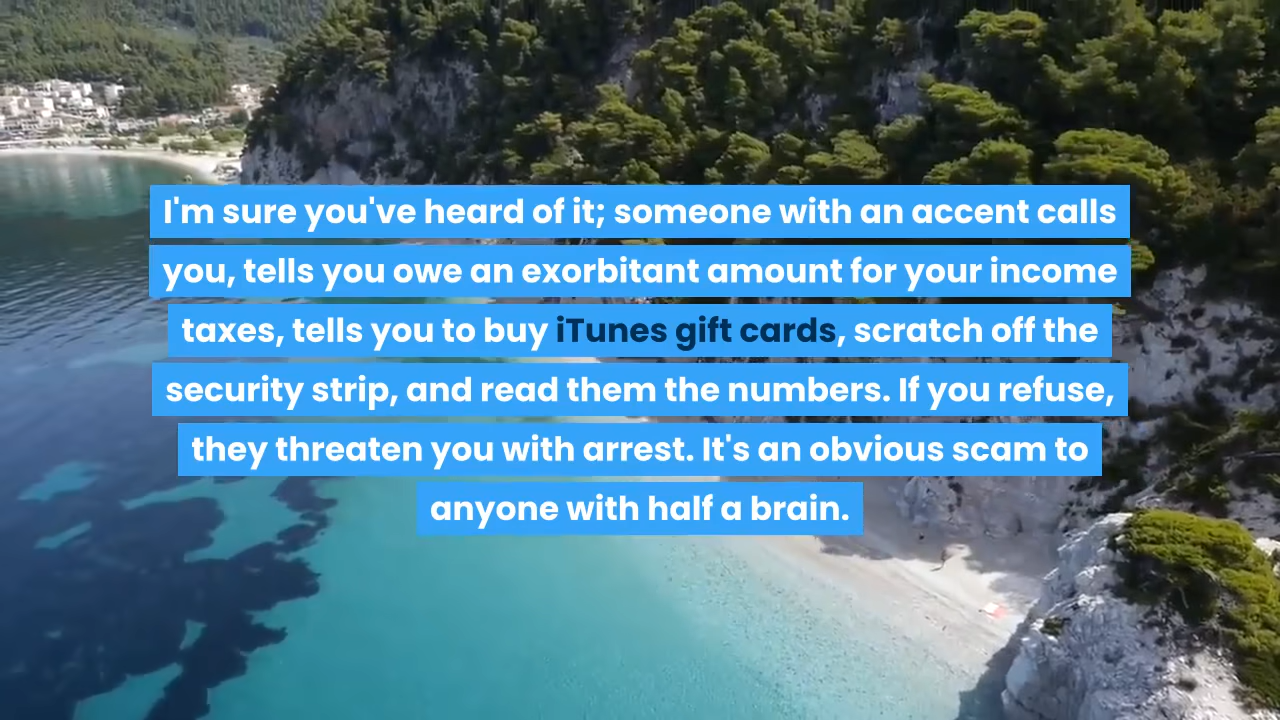 I'm sure you've heard of it; someone with an accent calls
you, tells you owe an exorbitant amount for your income
taxes, tells you to buy iTunes gift cards, scratch off the
security strip, and read them the numbers. If you refuse,
they threaten you with arrest. It's an obvious scam to
anyone with half a brain.